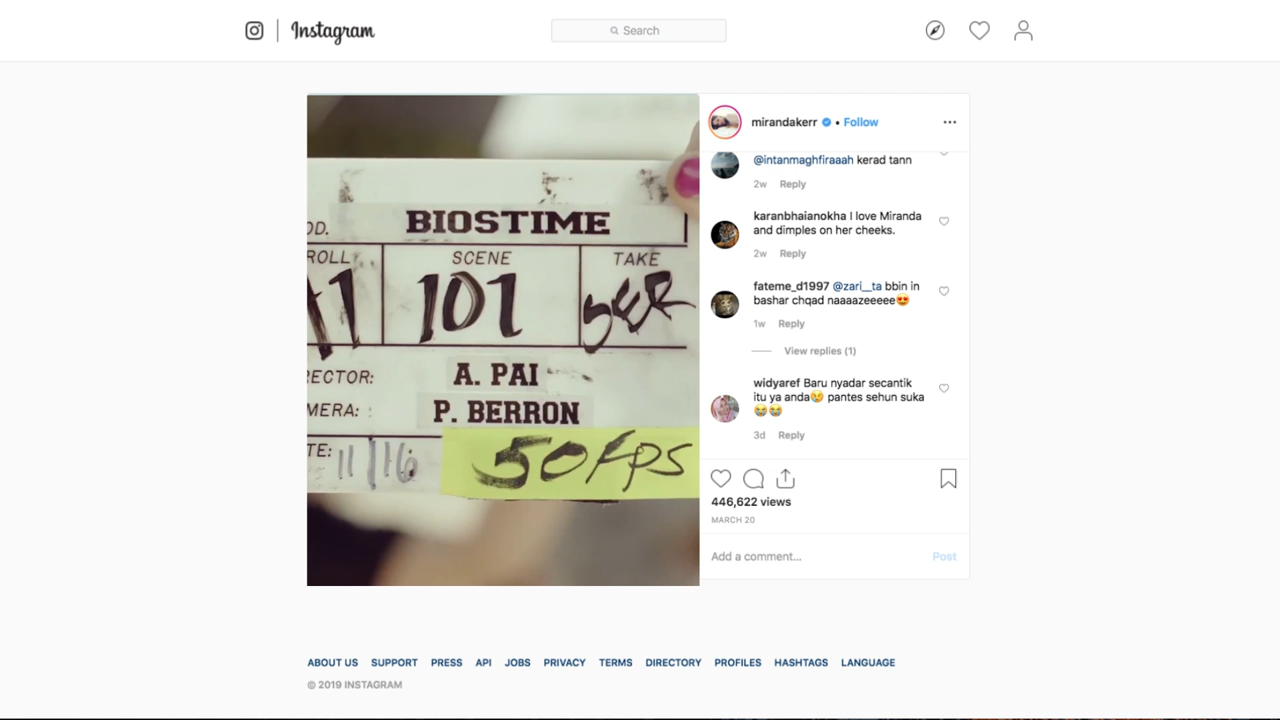 Instagram
Search
BIOSTIME
OD.
ROLL
SCENE
TAKE
101
SER
ECTOR:
A. PAI
MERA:
P. BERRON
TE:
11/16
50fps
mirandakerr • Follow
@intanmaghfiraaah kerad tann
2w Reply
karanbhaianokha I love Miranda
and dimples on her cheeks.
2w Reply
fateme_d1997 @zari__ta bbin in
bashar chqad naaaazeeeee😍
1w Reply
View replies (1)
widyaref Baru nyadar secantik
itu ya anda😢 pantes sehun suka
😭😭
3d Reply
446,622 views
MARCH 20
Add a comment... Post
ABOUT US SUPPORT PRESS API JOBS PRIVACY TERMS DIRECTORY PROFILES HASHTAGS LANGUAGE
© 2019 INSTAGRAM